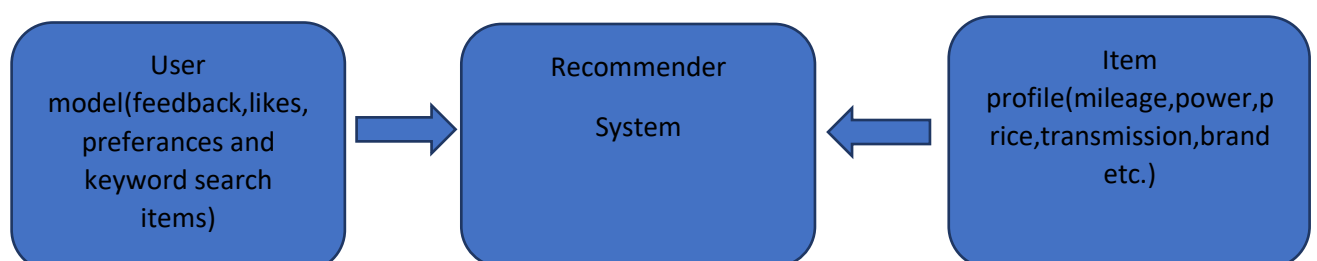 User
model(feedback,likes,
preferances and
keyword search
items)
Recommender
System
Item
profile(mileage,power,p
rice,transmission,brand
etc.)